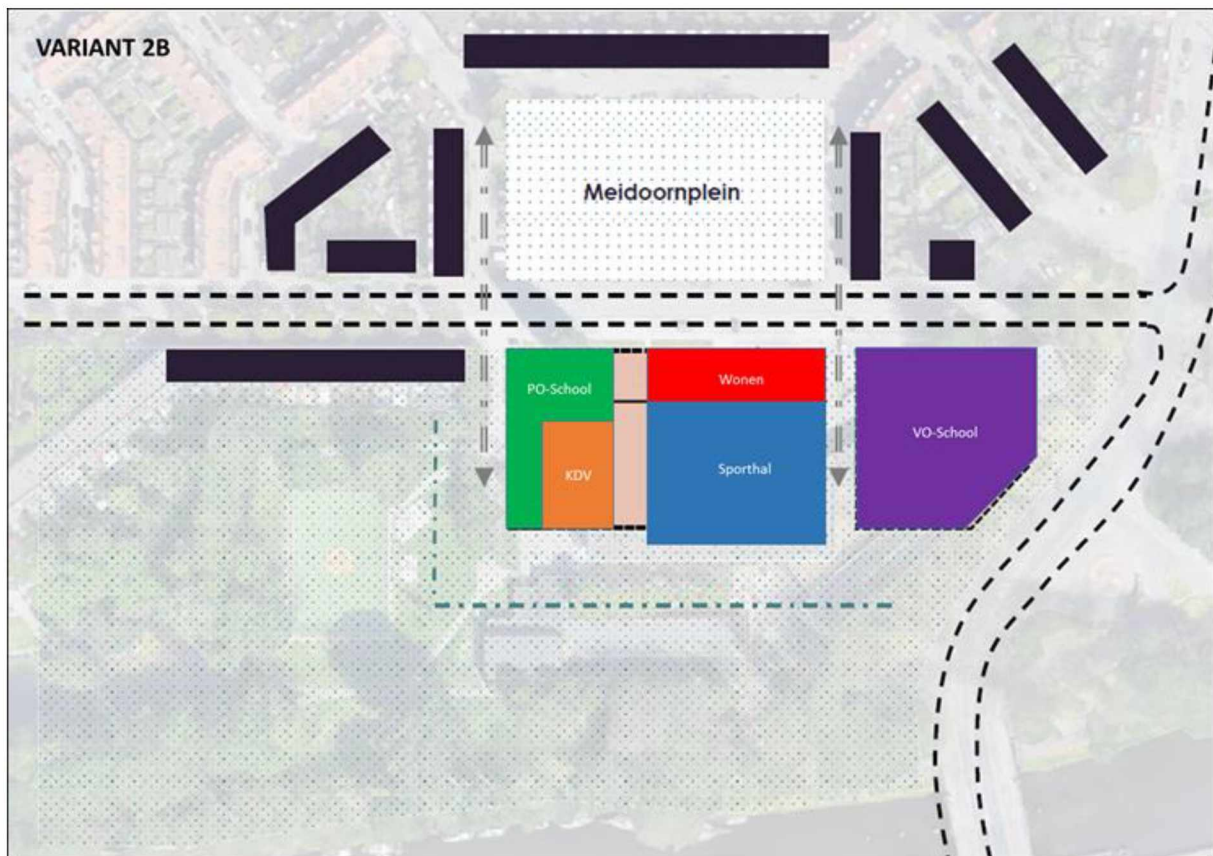 VARIANT 2B
Meidoornplein
PO-School
Wonen
VO-School
KDV
Sporthal